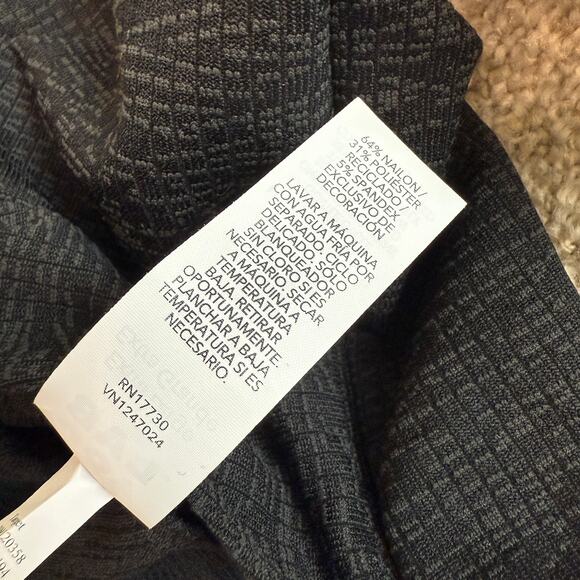 64% NAILON/
31% POLIESTER
RECICLADO/
5% SPANDEX
EXCLUSIVO DE
DECORACIÓN
LAVAR A MÁQUINA
CON AGUA FRÍA POR
SEPARADO, CICLO
DELICADO. SÓLO
BLANQUEADOR
SIN CLORO SI ES
NECESARIO. SECAR
A MÁQUINA A
TEMPERATURA
BAJA. RETIRAR
OPORTUNAMENTE.
PLANCHAR A BAJA
TEMPERATURA SI ES
NECESARIO.
RN17730
VN1247024
20358